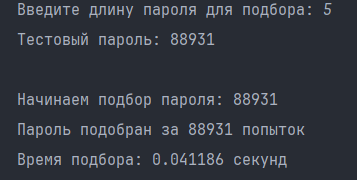 Введите длину пароля для подбора: 5
Тестовый пароль: 88931
Начинаем подбор пароля: 88931
Пароль подобран за 88931 попыток
Время подбора: 0.041186 секунд